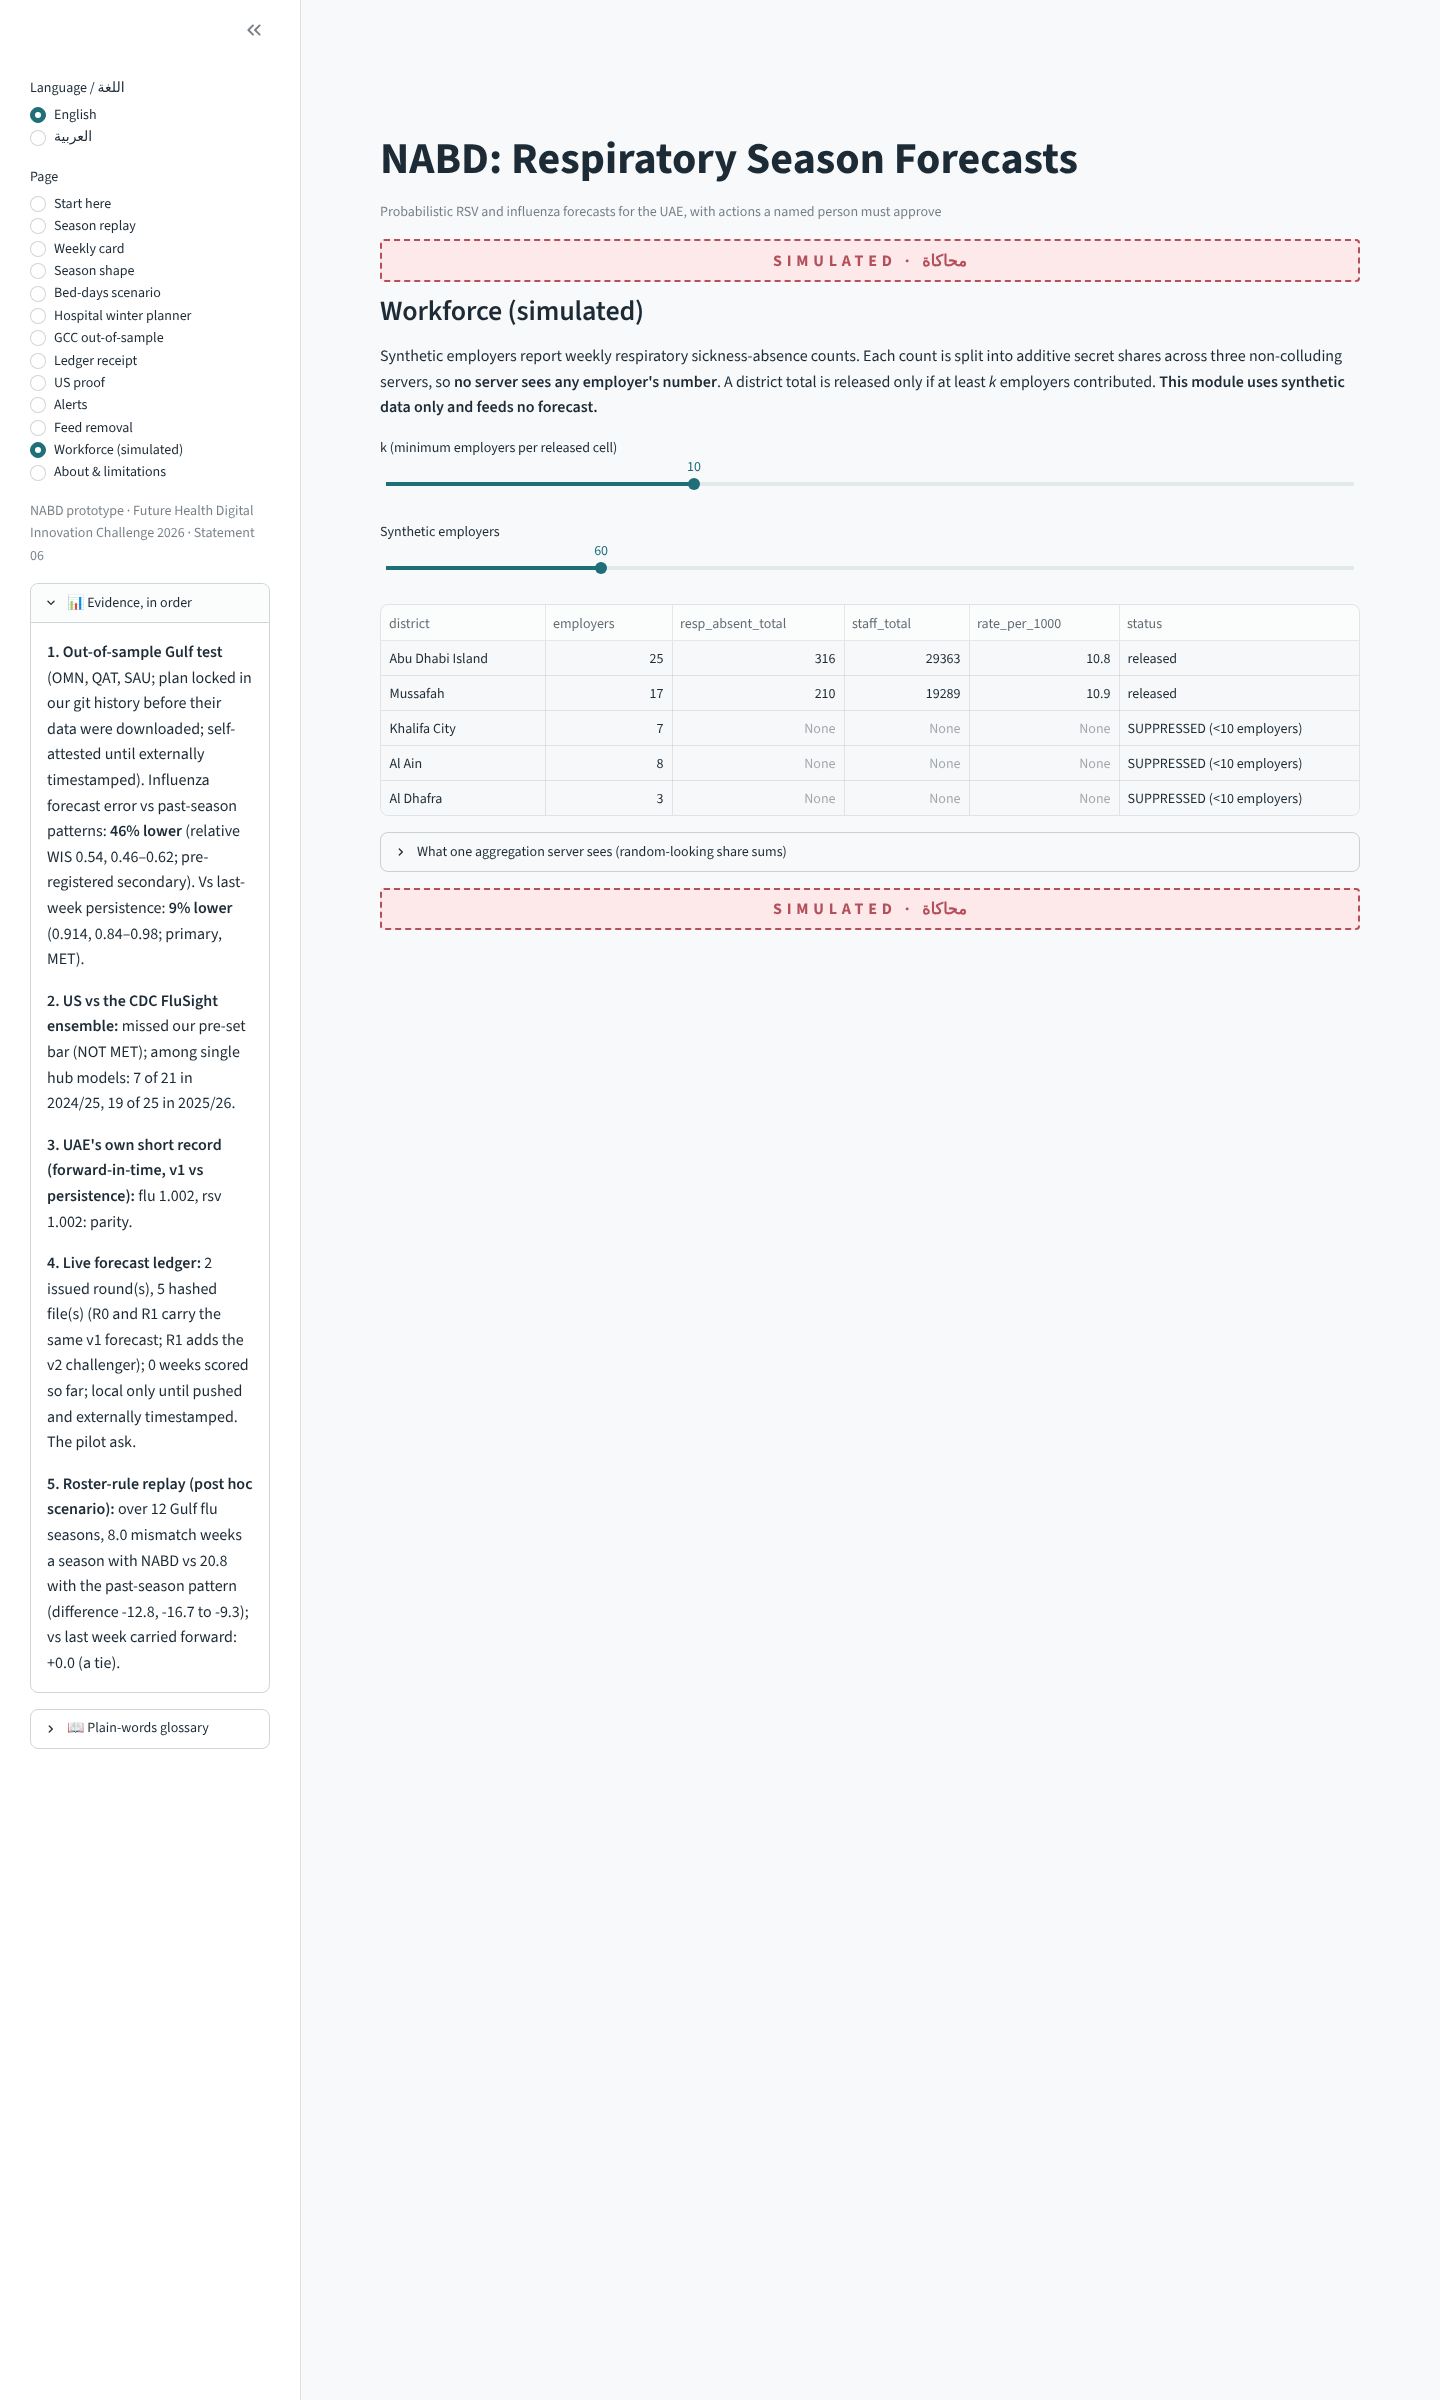 Language / اللغة
English
العربية
Page
Start here
Season replay
Weekly card
Season shape
Bed-days scenario
Hospital winter planner
GCC out-of-sample
Ledger receipt
US proof
Alerts
Feed removal
Workforce (simulated)
About & limitations
NABD prototype · Future Health Digital
Innovation Challenge 2026 · Statement
06
📊 Evidence, in order
1. Out-of-sample Gulf test
(OMN, QAT, SAU; plan locked in
our git history before their
data were downloaded; self-
attested until externally
timestamped). Influenza
forecast error vs past-season
patterns: 46% lower (relative
WIS 0.54, 0.46–0.62; pre-
registered secondary). Vs last-
week persistence: 9% lower
(0.914, 0.84–0.98; primary,
MET).
2. US vs the CDC FluSight
ensemble: missed our pre-set
bar (NOT MET); among single
hub models: 7 of 21 in
2024/25, 19 of 25 in 2025/26.
3. UAE's own short record
(forward-in-time, v1 vs
persistence): flu 1.002, rsv
1.002: parity.
4. Live forecast ledger: 2
issued round(s), 5 hashed
file(s) (R0 and R1 carry the
same v1 forecast; R1 adds the
v2 challenger); 0 weeks scored
so far; local only until pushed
and externally timestamped.
The pilot ask.
5. Roster-rule replay (post hoc
scenario): over 12 Gulf flu
seasons, 8.0 mismatch weeks
a season with NABD vs 20.8
with the past-season pattern
(difference -12.8, -16.7 to -9.3);
vs last week carried forward:
+0.0 (a tie).
📖 Plain-words glossary
NABD: Respiratory Season Forecasts
Probabilistic RSV and influenza forecasts for the UAE, with actions a named person must approve
SIMULATED · محاكاة
Workforce (simulated)
Synthetic employers report weekly respiratory sickness-absence counts. Each count is split into additive secret shares across three non-colluding
servers, so no server sees any employer's number. A district total is released only if at least k employers contributed. This module uses synthetic
data only and feeds no forecast.
k (minimum employers per released cell)
10
Synthetic employers
60
district employers resp_absent_total staff_total rate_per_1000 status
Abu Dhabi Island 25 316 29363 10.8 released
Mussafah 17 210 19289 10.9 released
Khalifa City 7 None None None SUPPRESSED (<10 employers)
Al Ain 8 None None None SUPPRESSED (<10 employers)
Al Dhafra 3 None None None SUPPRESSED (<10 employers)
What one aggregation server sees (random-looking share sums)
SIMULATED · محاكاة